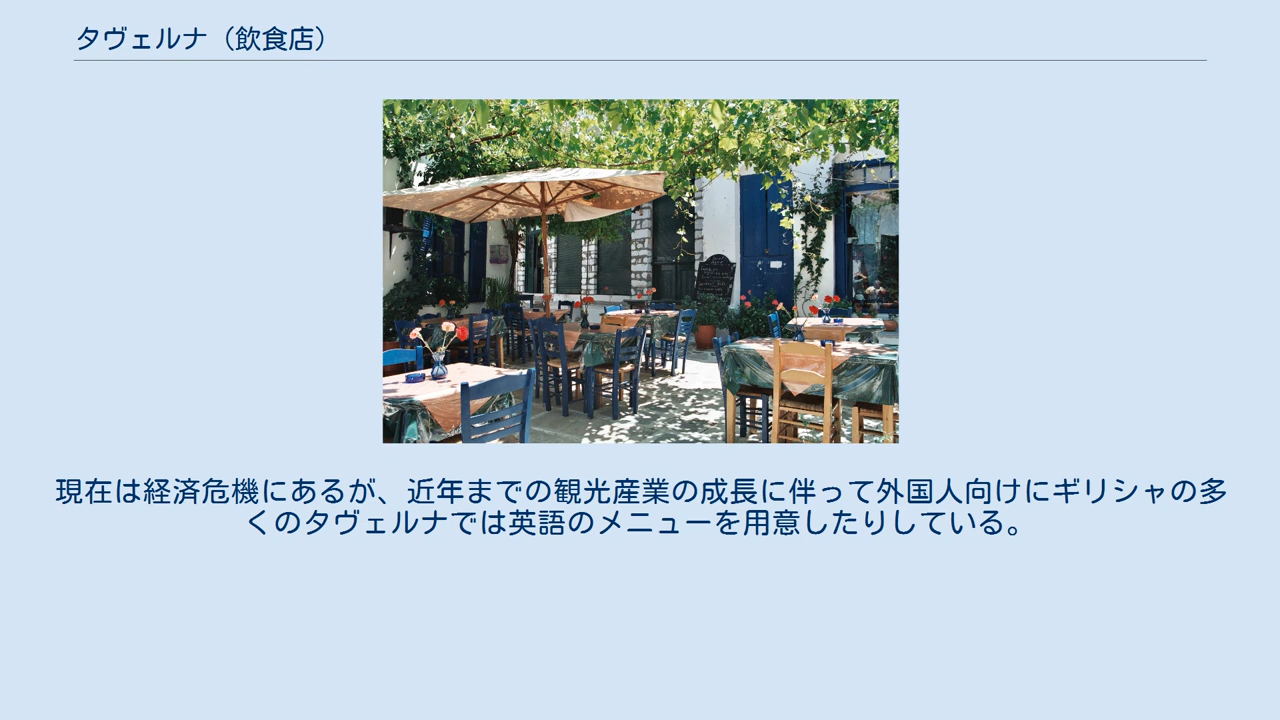 タヴェルナ（飲食店）
現在は経済危機にあるが、近年までの観光産業の成長に伴って外国人向けにギリシャの多
くのタヴェルナでは英語のメニューを用意したりしている。